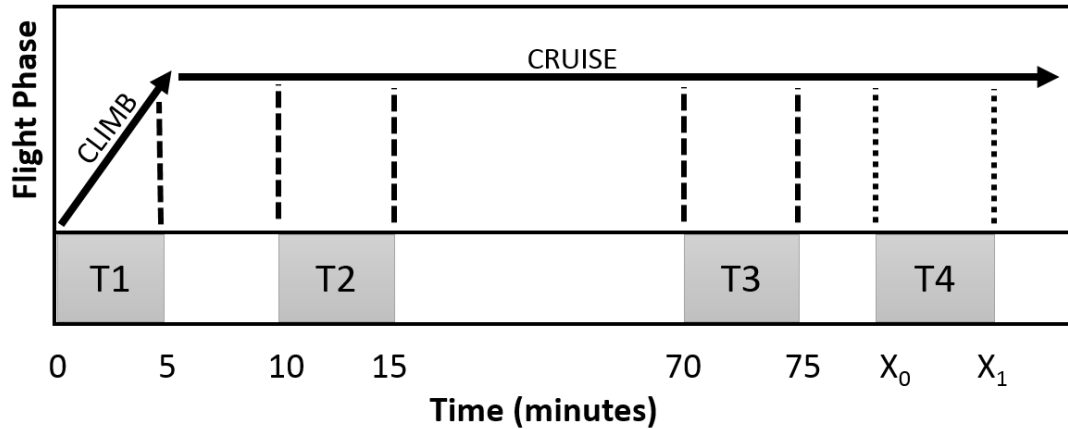 Flight Phase
CLIMB
CRUISE
T1 T2 T3 T4
0 5 10 15 70 75 X₀ X₁
Time (minutes)